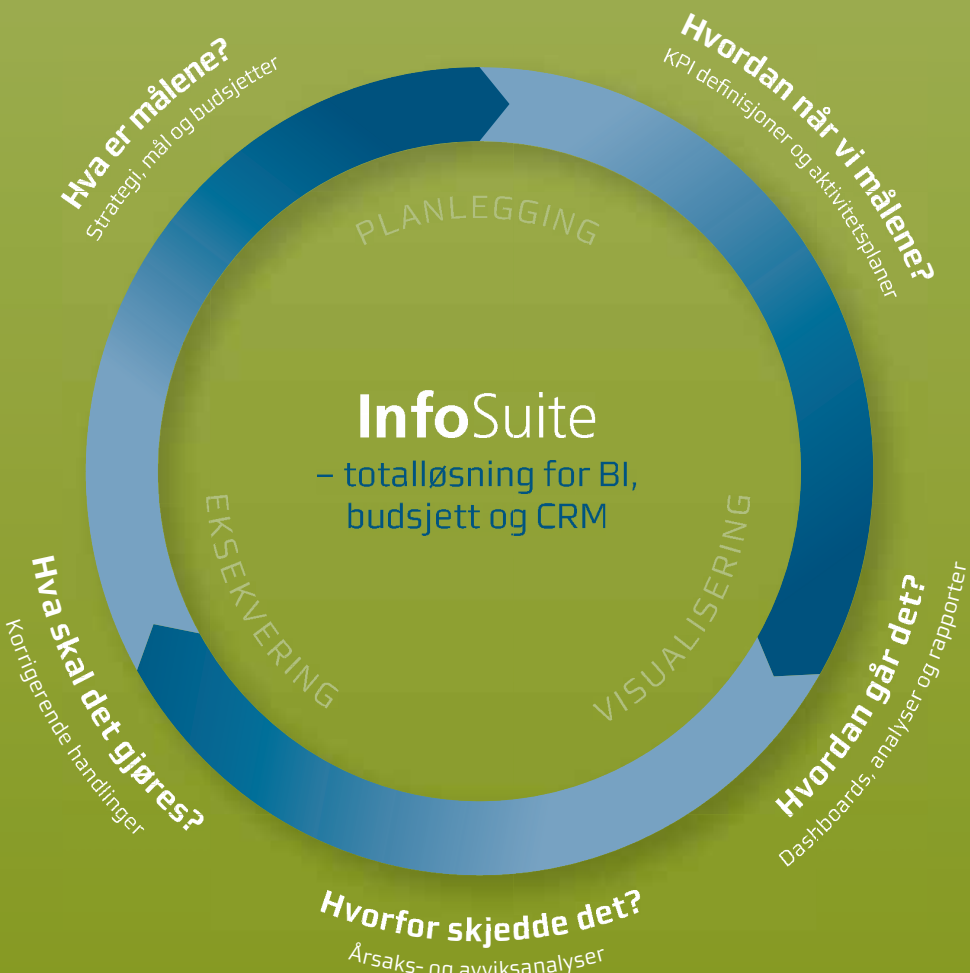 Hva er målene?
Strategi, mål og budsjetter
Hvordan når vi målene?
KPI definisjoner og aktivitetsplaner
PLANLEGGING
InfoSuite
– totalløsning for BI,
budsjett og CRM
EKSEKVERING
VISUALISERING
Hvordan går det?
Dashboards, analyser og rapporter
Hvorfor skjedde det?
Årsaks- og avviksanalyser
Hva skal det gjøres?
Korrigerende handlinger